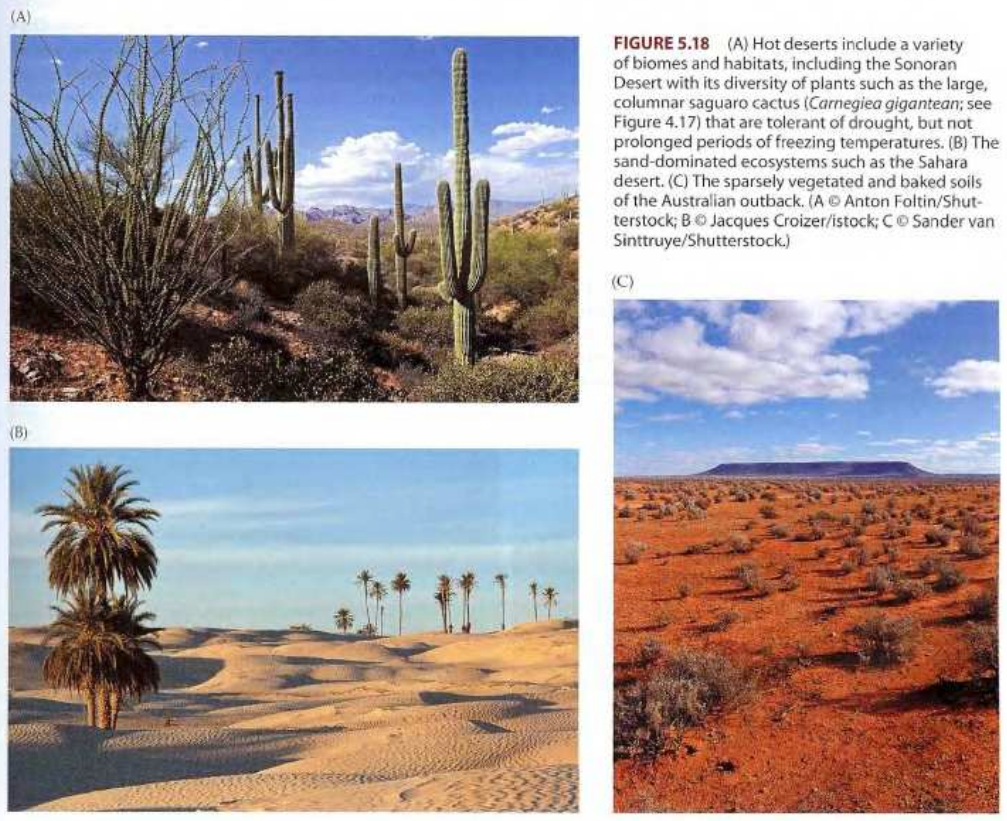 (A)
FIGURE 5.18 (A) Hot deserts include a variety
of biomes and habitats, including the Sonoran
Desert with its diversity of plants such as the large,
columnar saguaro cactus (Carnegiea gigantean; see
Figure 4.17) that are tolerant of drought, but not
prolonged periods of freezing temperatures. (B) The
sand-dominated ecosystems such as the Sahara
desert. (C) The sparsely vegetated and baked soils
of the Australian outback. (A © Anton Foltin/Shut-
terstock; B © Jacques Croizer/istock; C © Sander van
Sinttruye/Shutterstock.)
(B)
(C)